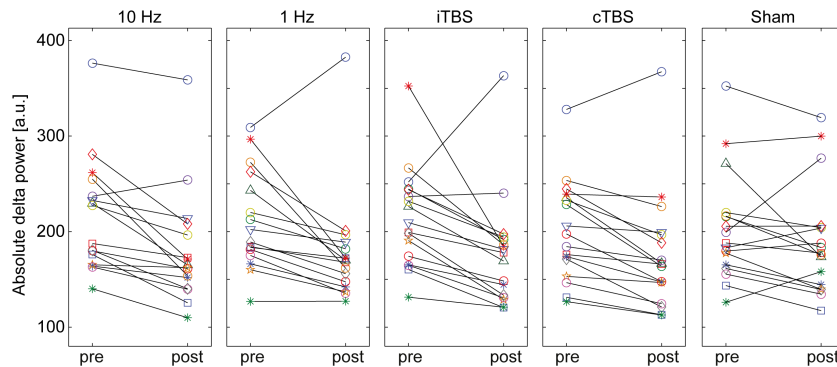 10 Hz 1 Hz iTBS cTBS Sham
400
300
200
100
Absolute delta power [a.u.]
pre post pre post pre post pre post pre post